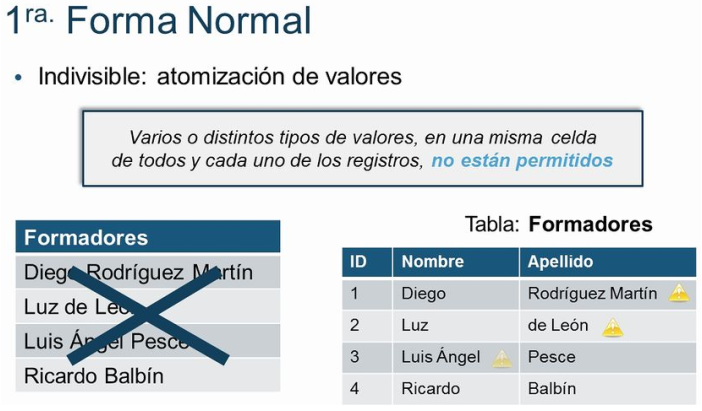 1ra. Forma Normal
• Indivisible: atomización de valores
Varios o distintos tipos de valores, en una misma celda
de todos y cada uno de los registros, no están permitidos
Formadores
Diego Rodríguez Martín
Luz de León
Luis Ángel Pesce
Ricardo Balbín
Tabla: Formadores
ID Nombre Apellido
1 Diego Rodríguez Martín
2 Luz de León
3 Luis Ángel Pesce
4 Ricardo Balbín